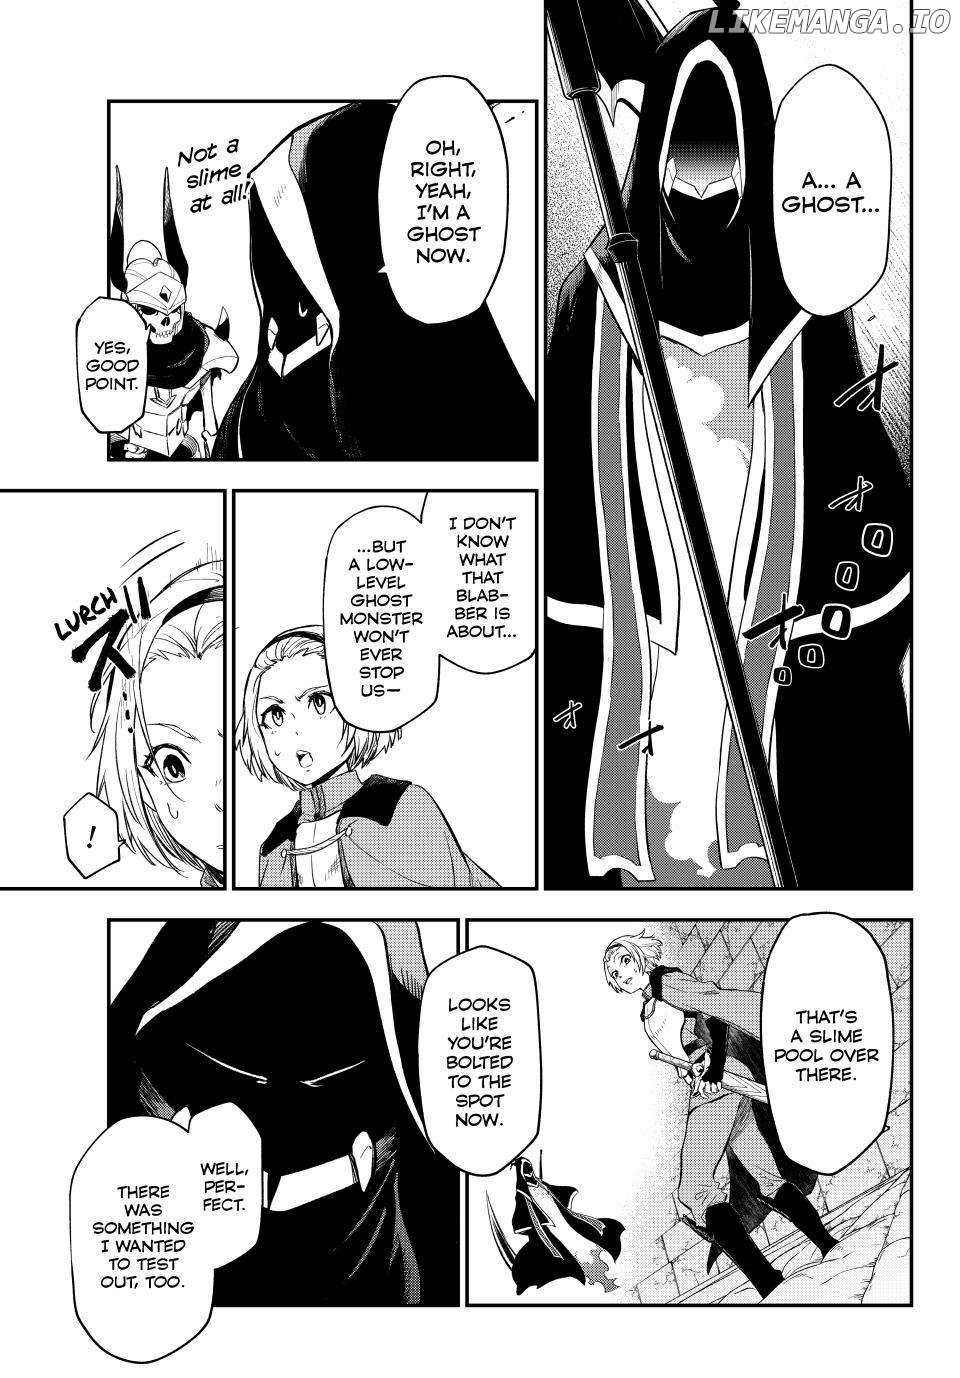 LIKEMANGA.IO
A... A
GHOST...
OH,
RIGHT,
YEAH,
I'M A
GHOST
NOW.
Not a
slime
at all!
YES,
GOOD
POINT.
I DON'T
KNOW
WHAT
THAT
BLAB-
BER IS
ABOUT...
...BUT
A LOW-
LEVEL
GHOST
MONSTER
WON'T
EVER
STOP
US—
LURCH
!
THAT'S
A SLIME
POOL OVER
THERE.
LOOKS
LIKE
YOU'RE
BOLTED
TO THE
SPOT
NOW.
WELL,
PER-
FECT.
THERE
WAS
SOMETHING
I WANTED
TO TEST
OUT, TOO.